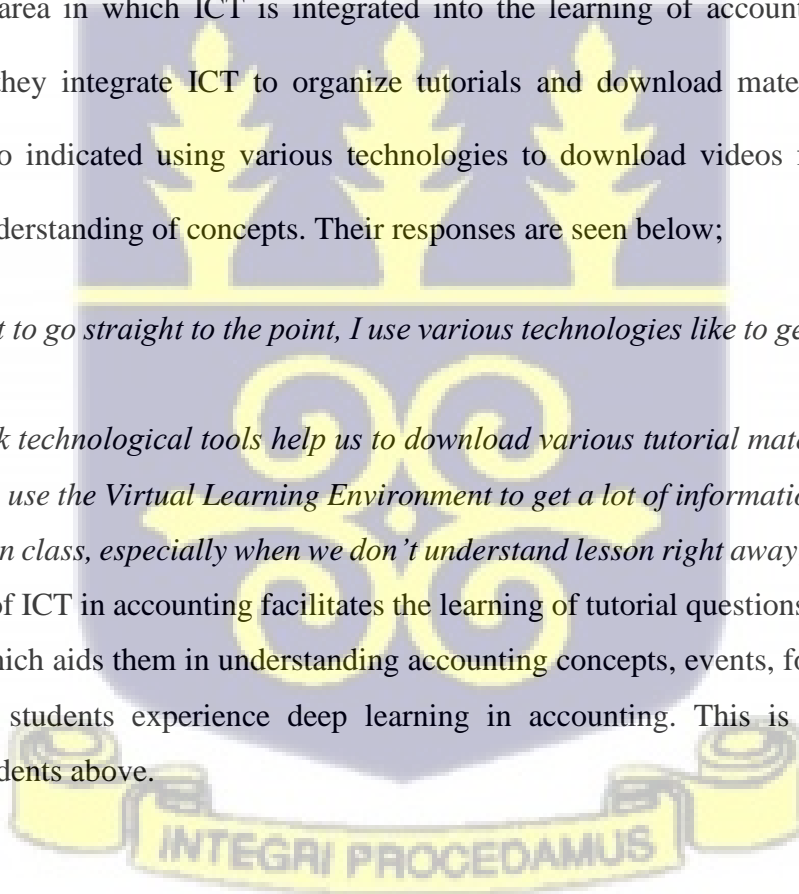 area in which ICT is integrated into the learning of account
they integrate ICT to organize tutorials and download mate
o indicated using various technologies to download videos
derstanding of concepts. Their responses are seen below;
t to go straight to the point, I use various technologies like to ge
k technological tools help us to download various tutorial mate
use the Virtual Learning Environment to get a lot of informatio
n class, especially when we don’t understand lesson right away
of ICT in accounting facilitates the learning of tutorial questions
hich aids them in understanding accounting concepts, events, fo
students experience deep learning in accounting. This is
dents above.
INTEGRI PROCEDAMUS